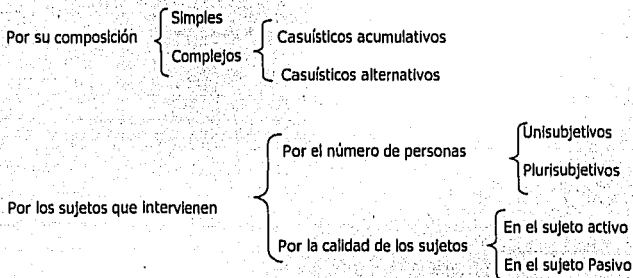 Por su composición
Simples
Complejos
Casuísticos acumulativos
Casuísticos alternativos
Por los sujetos que intervienen
Por el número de personas
Unisubjetivos
Plurisubjetivos
Por la calidad de los sujetos
En el sujeto activo
En el sujeto Pasivo